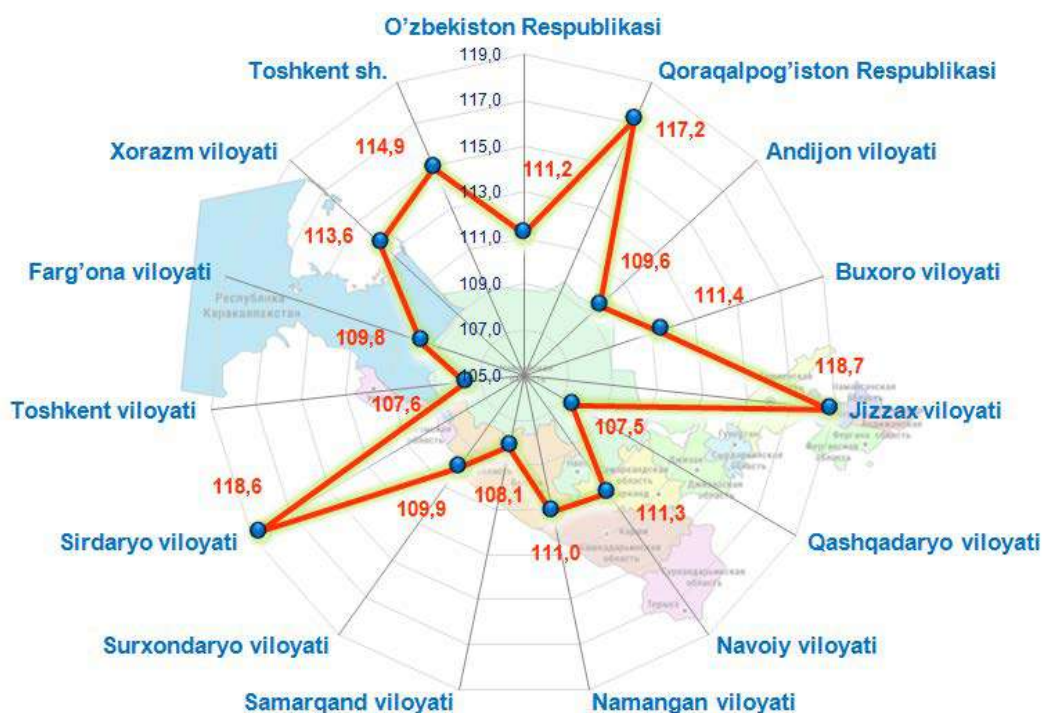 O’zbekiston Respublikasi
119,0
Toshkent sh.
Qoraqalpog’iston Respublikasi
117,0
117,2
114,9
115,0
Xorazm viloyati
111,2
Andijon viloyati
113,0
113,6
111,0
109,6
Farg’ona viloyati
Buxoro viloyati
109,0
111,4
Республика
Каракалпакстан
109,8
107,0
118,7
105,0
Toshkent viloyati
107,6
Jizzax viloyati
107,5
118,6
109,9
108,1
111,3
Sirdaryo viloyati
111,0
Qashqadaryo viloyati
Surxondaryo viloyati
Navoiy viloyati
Samarqand viloyati
Namangan viloyati